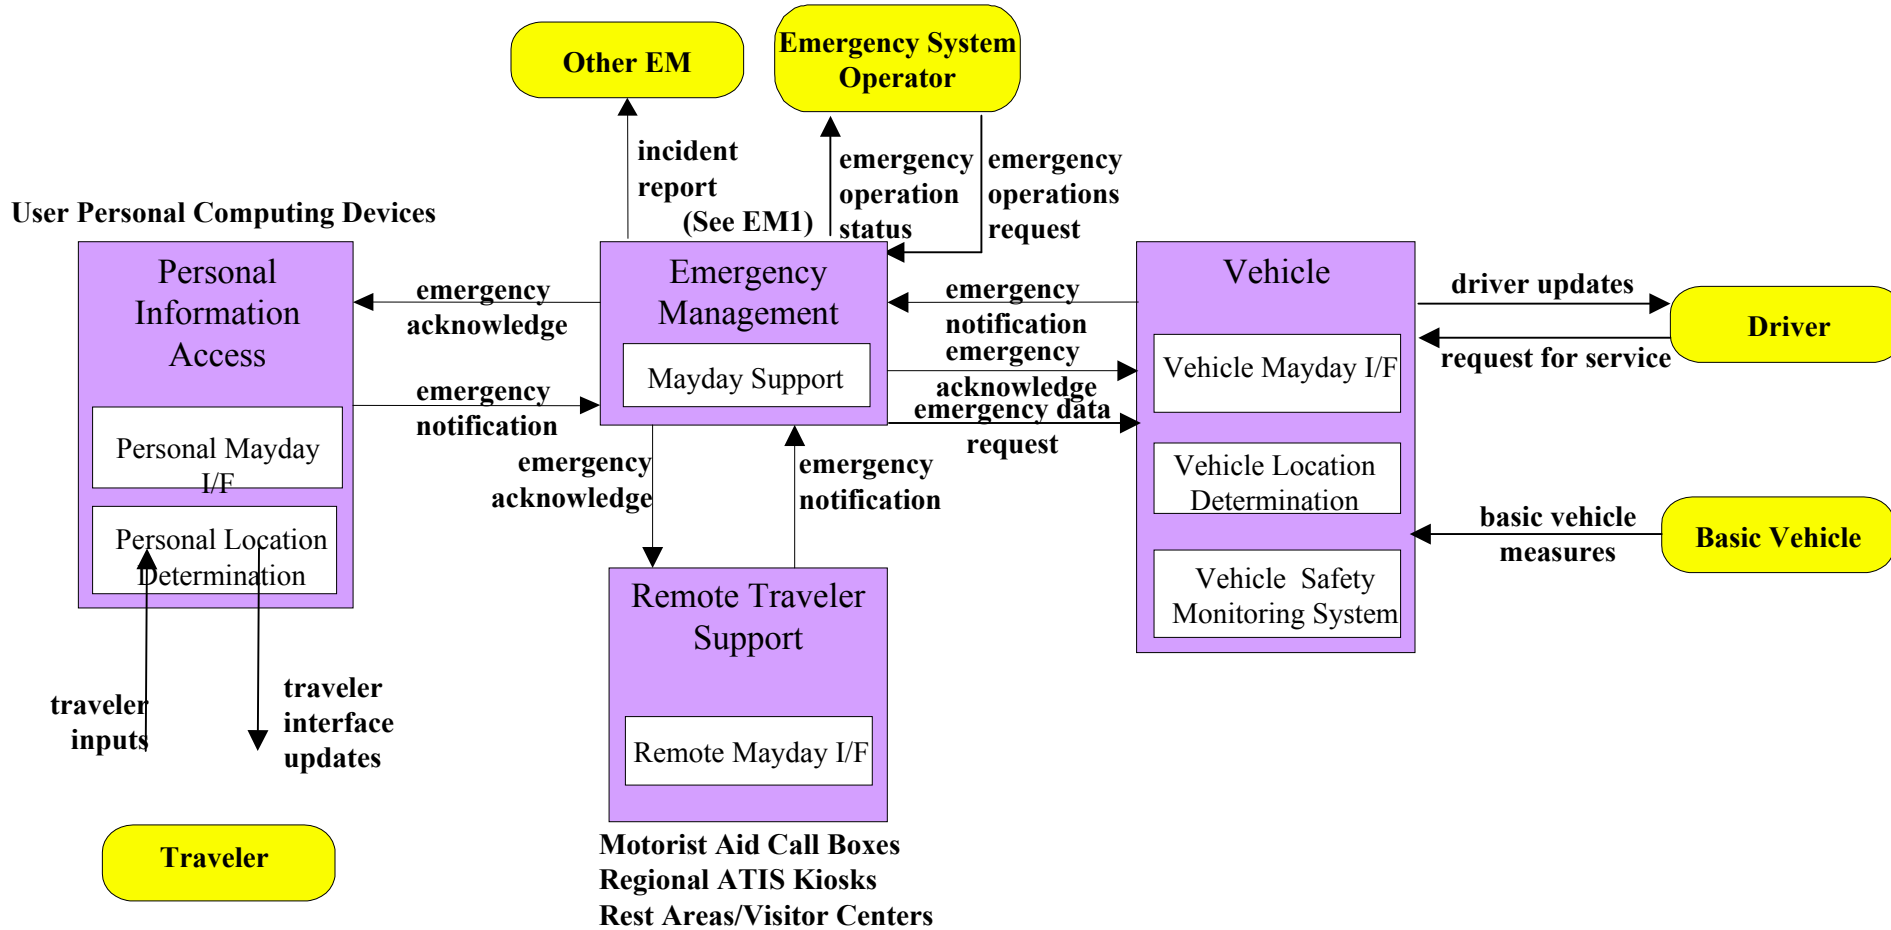 Other EM
Emergency System
Operator
incident
report
(See EM1)
emergency
operation
status
emergency
operations
request
User Personal Computing Devices
Personal
Information
Access
Personal Mayday
I/F
Personal Location
Determination
emergency
acknowledge
emergency
notification
Emergency
Management
Mayday Support
emergency
notification
emergency
acknowledge
emergency data
request
Vehicle
Vehicle Mayday I/F
Vehicle Location
Determination
Vehicle Safety
Monitoring System
driver updates
request for service
Driver
basic vehicle
measures
Basic Vehicle
emergency
acknowledge
emergency
notification
Remote Traveler
Support
Remote Mayday I/F
Motorist Aid Call Boxes
Regional ATIS Kiosks
Rest Areas/Visitor Centers
traveler
inputs
traveler
interface
updates
Traveler